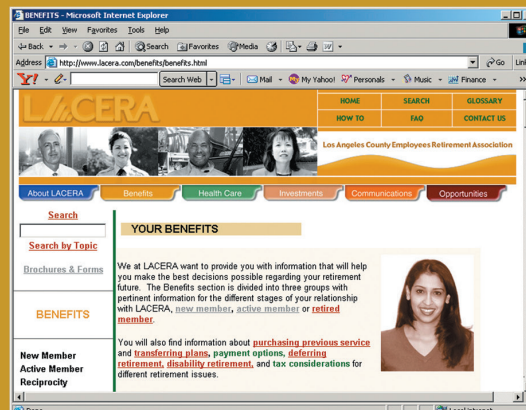 BENEFITS - Microsoft Internet Explorer
File Edit View Favorites Tools Help
Back Search Favorites Media
Address http://www.lacera.com/benefits/benefits.html Go Link
Y! Search Web Mail My Yahoo! Personals Music Finance »
LACERA
HOME SEARCH GLOSSARY
HOW TO FAQ CONTACT US
Los Angeles County Employees Retirement Association
About LACERA Benefits Health Care Investments Communications Opportunities
Search
Search by Topic
Brochures & Forms
BENEFITS
New Member
Active Member
Reciprocity
YOUR BENEFITS
We at LACERA want to provide you with information that will help
you make the best decisions possible regarding your retirement
future. The Benefits section is divided into three groups with
pertinent information for the different stages of your relationship
with LACERA, new member, active member or retired
member.
You will also find information about purchasing previous service
and transferring plans, payment options, deferring
retirement, disability retirement, and tax considerations for
different retirement issues.